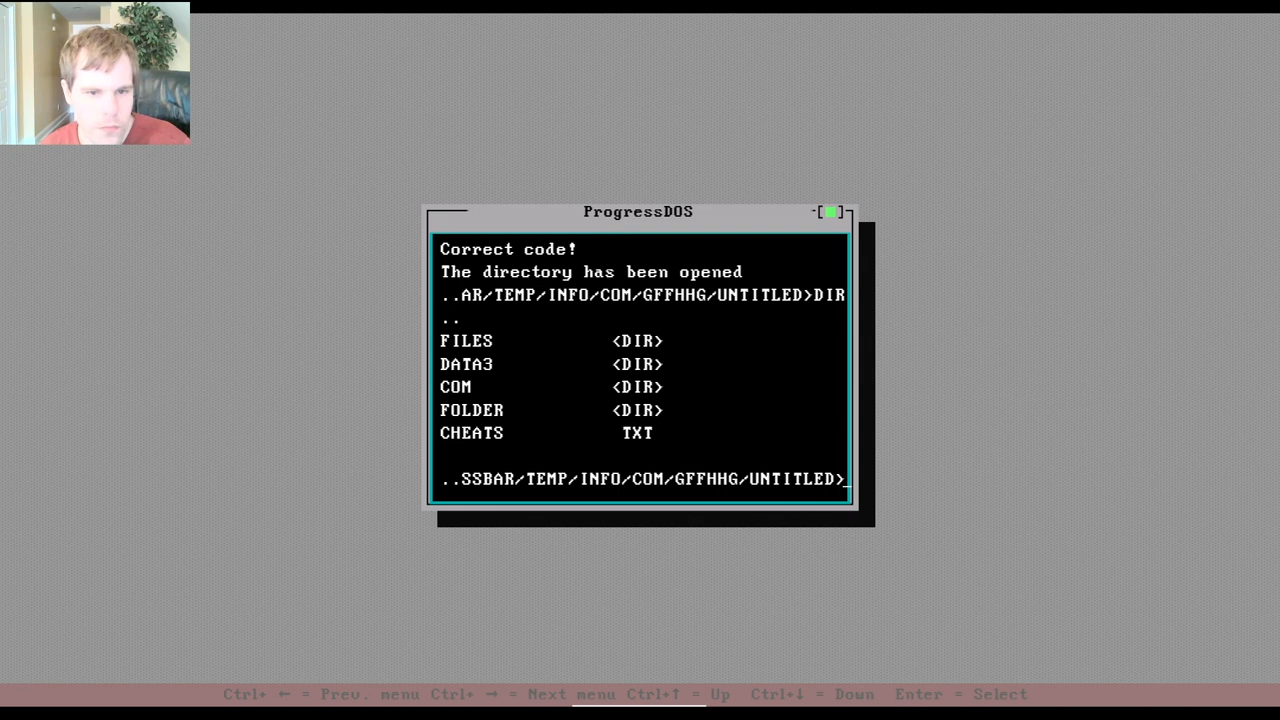 ProgressDOS -[■]
Correct code!
The directory has been opened
..AR/TEMP/INFO/COM/GFFHHG/UNTITLED>DIR
..
FILES <DIR>
DATA3 <DIR>
COM <DIR>
FOLDER <DIR>
CHEATS TXT
..SSBAR/TEMP/INFO/COM/GFFHHG/UNTITLED>_
Ctrl+ ← = Prev. menu Ctrl+ → = Next menu Ctrl+↑ = Up Ctrl+↓ = Down Enter = Select